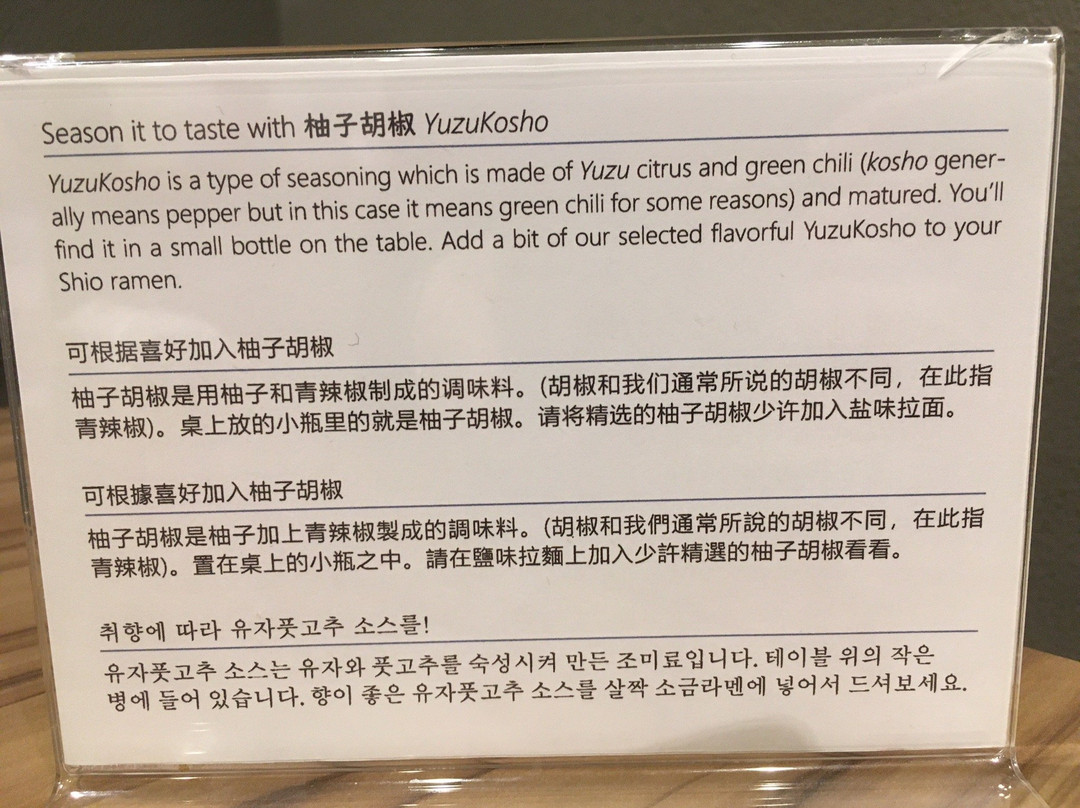 Season it to taste with 柚子胡椒 YuzuKosho
YuzuKosho is a type of seasoning which is made of Yuzu citrus and green chili (kosho gener-
ally means pepper but in this case it means green chili for some reasons) and matured. You'll
find it in a small bottle on the table. Add a bit of our selected flavorful YuzuKosho to your
Shio ramen.
可根据喜好加入柚子胡椒
柚子胡椒是用柚子和青辣椒制成的调味料。(胡椒和我们通常所说的胡椒不同，在此指
青辣椒)。桌上放的小瓶里的就是柚子胡椒。请将精选的柚子胡椒少许加入盐味拉面。
可根據喜好加入柚子胡椒
柚子胡椒是柚子加上青辣椒製成的調味料。(胡椒和我們通常所說的胡椒不同，在此指
青辣椒)。置在桌上的小瓶之中。請在鹽味拉麵上加入少許精選的柚子胡椒看看。
취향에 따라 유자풋고추 소스를!
유자풋고추 소스는 유자와 풋고추를 숙성시켜 만든 조미료입니다. 테이블 위의 작은
병에 들어 있습니다. 향이 좋은 유자풋고추 소스를 살짝 소금라멘에 넣어서 드셔보세요.